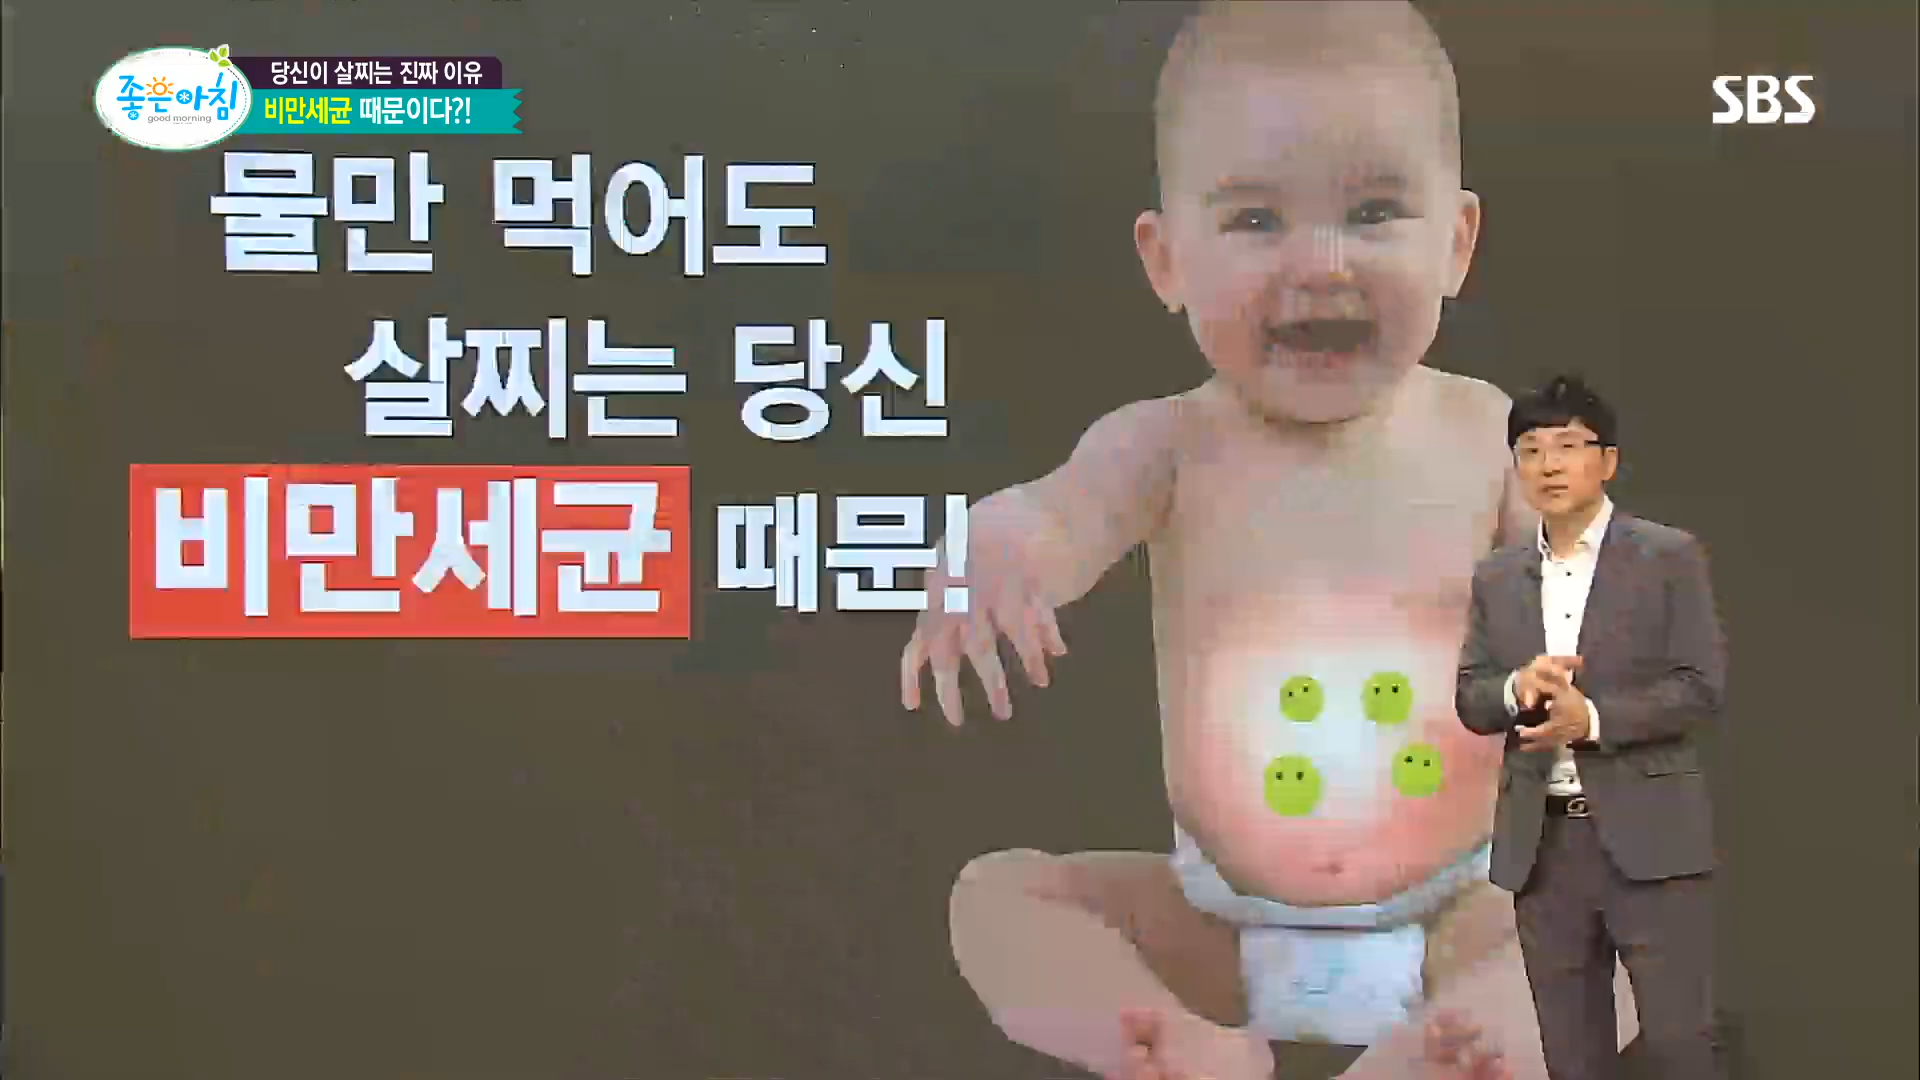 좋은아침
good morning
당신이 살찌는 진짜 이유
비만세균 때문이다?!
SBS
물만 먹어도
살찌는 당신
비만세균 때문!